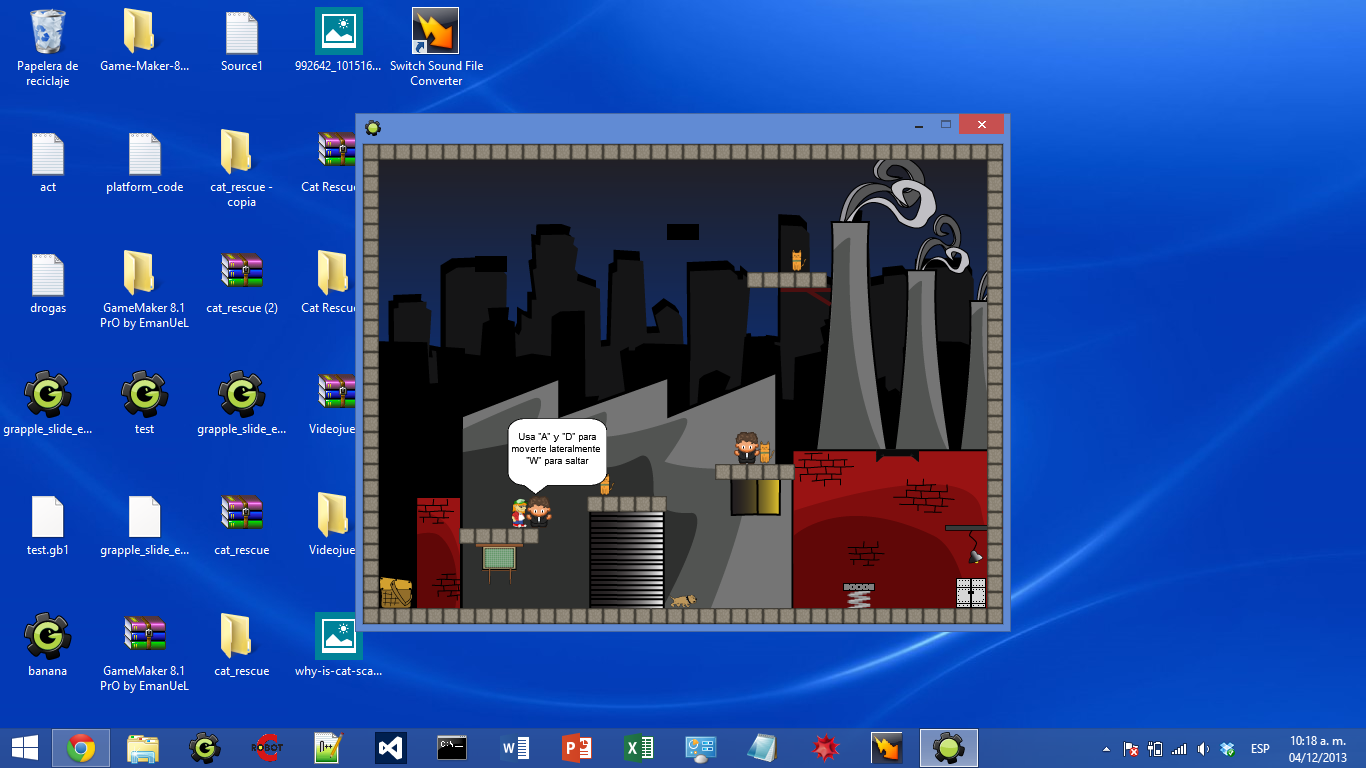 Papelera de
reciclaje
Game-Maker-8...
Source1
992642_101516...
Switch Sound File
Converter
act
platform_code
cat_rescue -
copia
Cat Rescue
drogas
GameMaker 8.1
PrO by EmanUeL
cat_rescue (2)
Cat Rescue
grapple_slide_e...
test
grapple_slide_e...
Videojue
test.gb1
grapple_slide_e...
cat_rescue
Videojue
banana
GameMaker 8.1
PrO by EmanUeL
cat_rescue
why-is-cat-sca...
Usa "A" y "D" para
moverte lateralmente
"W" para saltar
ROBOT
N++
C:\-
ESP
10:18 a. m.
04/12/2013